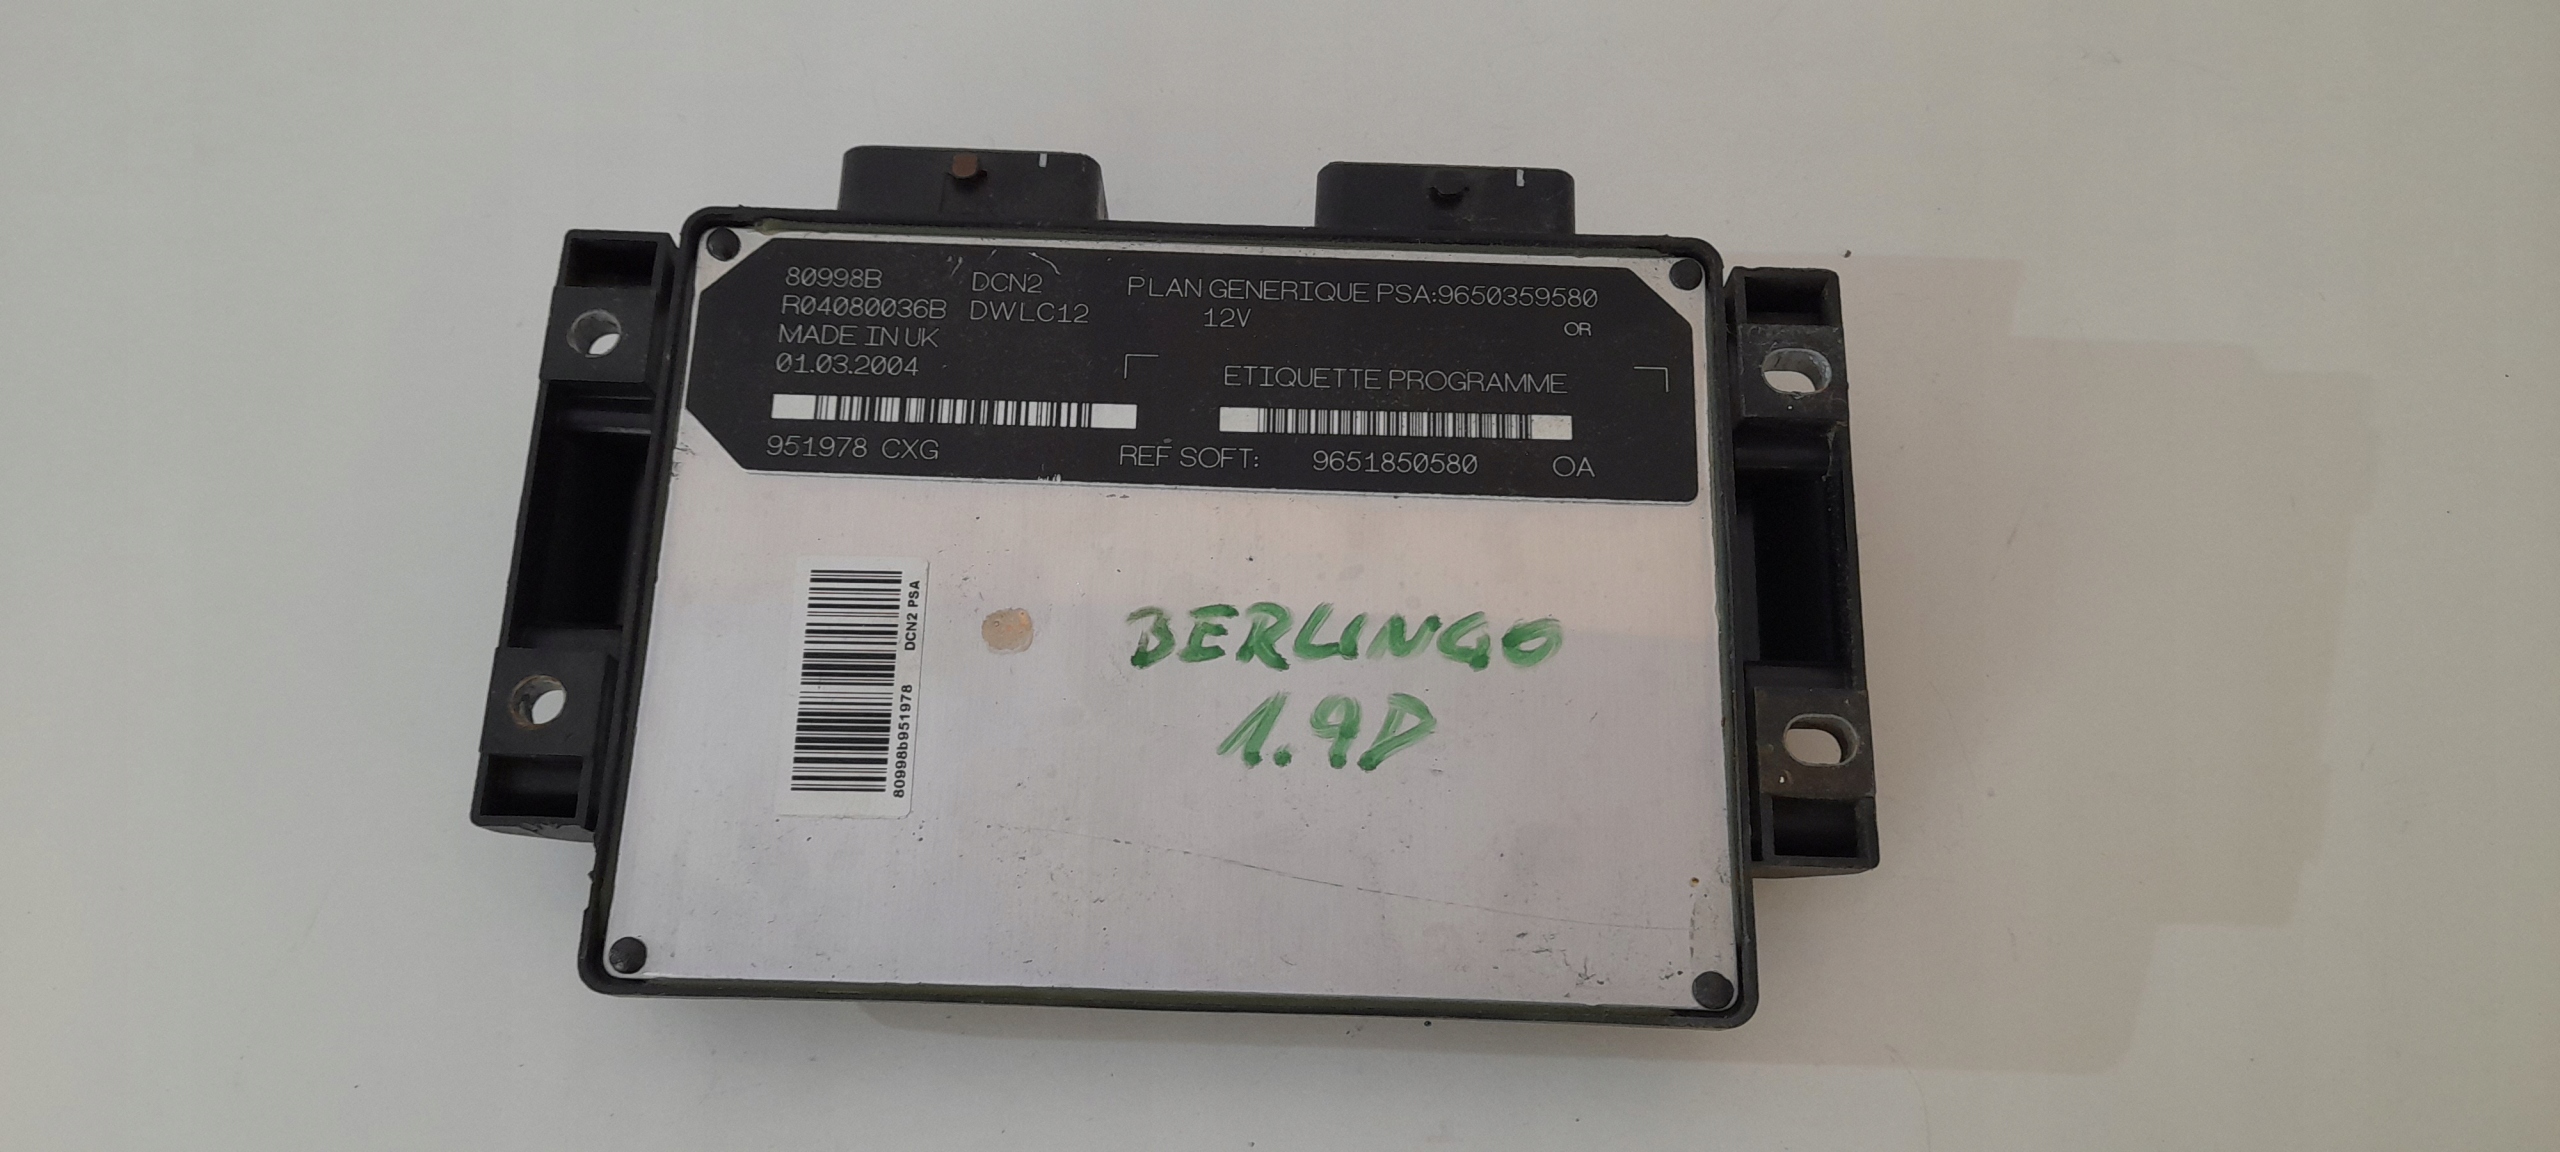 80998B DCN2 PLAN GENERIQUE PSA:9650359580
R04080036B DWLC12 12V OR
MADE IN UK
01.03.2004
ETIQUETTE PROGRAMME
951978 CXG REF SOFT: 9651850580 OA
80998b951978 DCN2 PSA
BERLINGO
1.9D